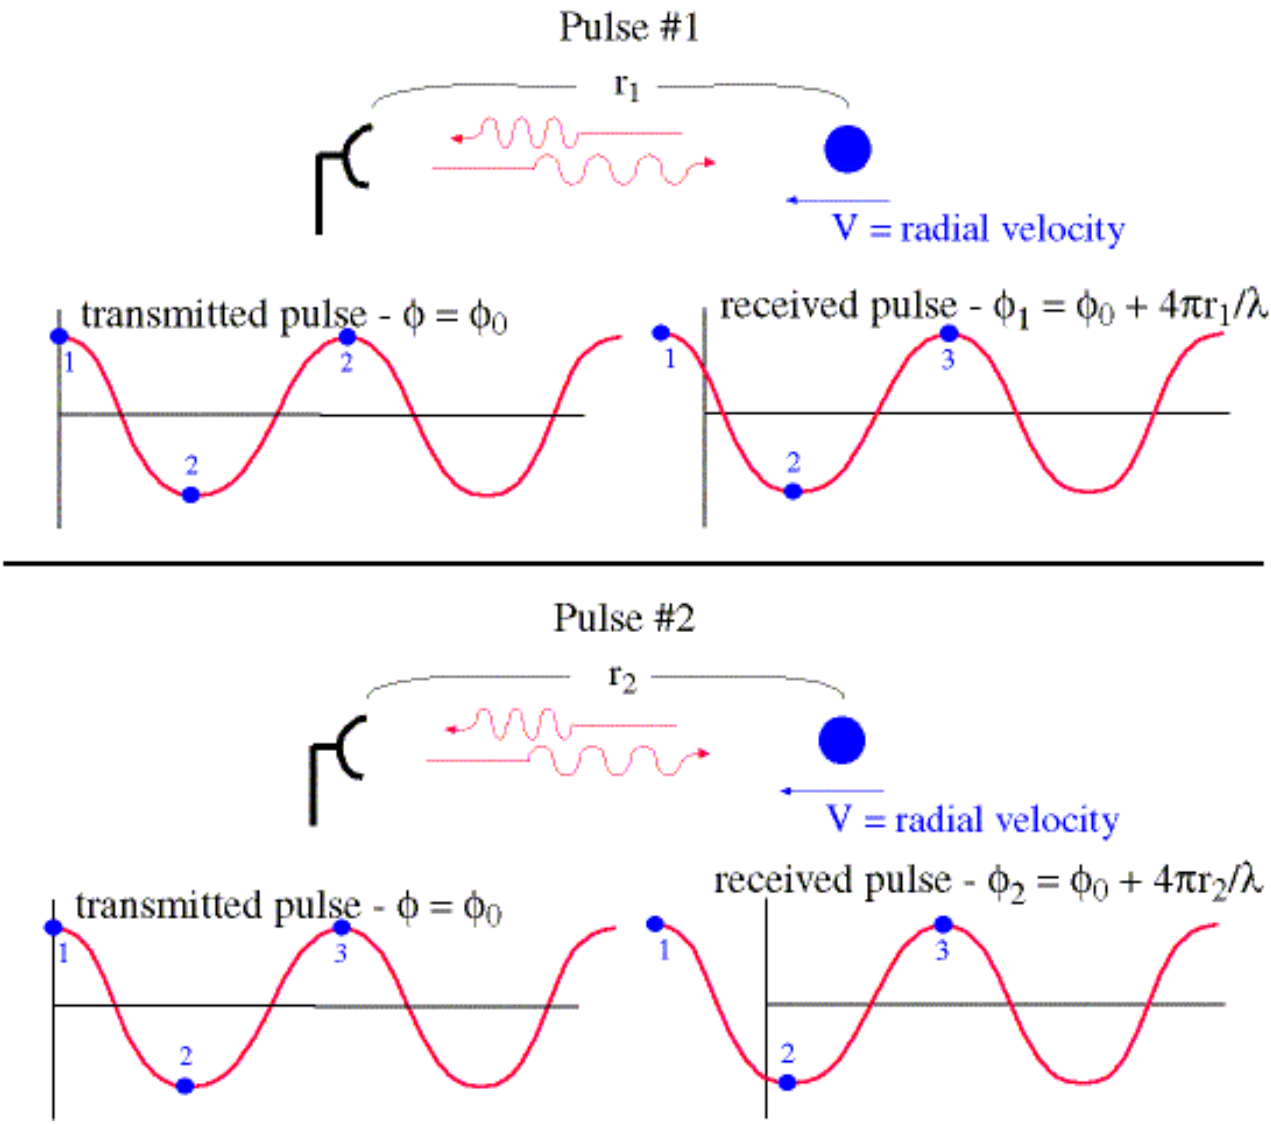 Pulse #1
r₁
V = radial velocity
transmitted pulse - ϕ = ϕ₀
received pulse - ϕ₁ = ϕ₀ + 4πr₁/λ
1
2
2
1
2
3
Pulse #2
r₂
V = radial velocity
transmitted pulse - ϕ = ϕ₀
received pulse - ϕ₂ = ϕ₀ + 4πr₂/λ
1
2
3
1
2
3